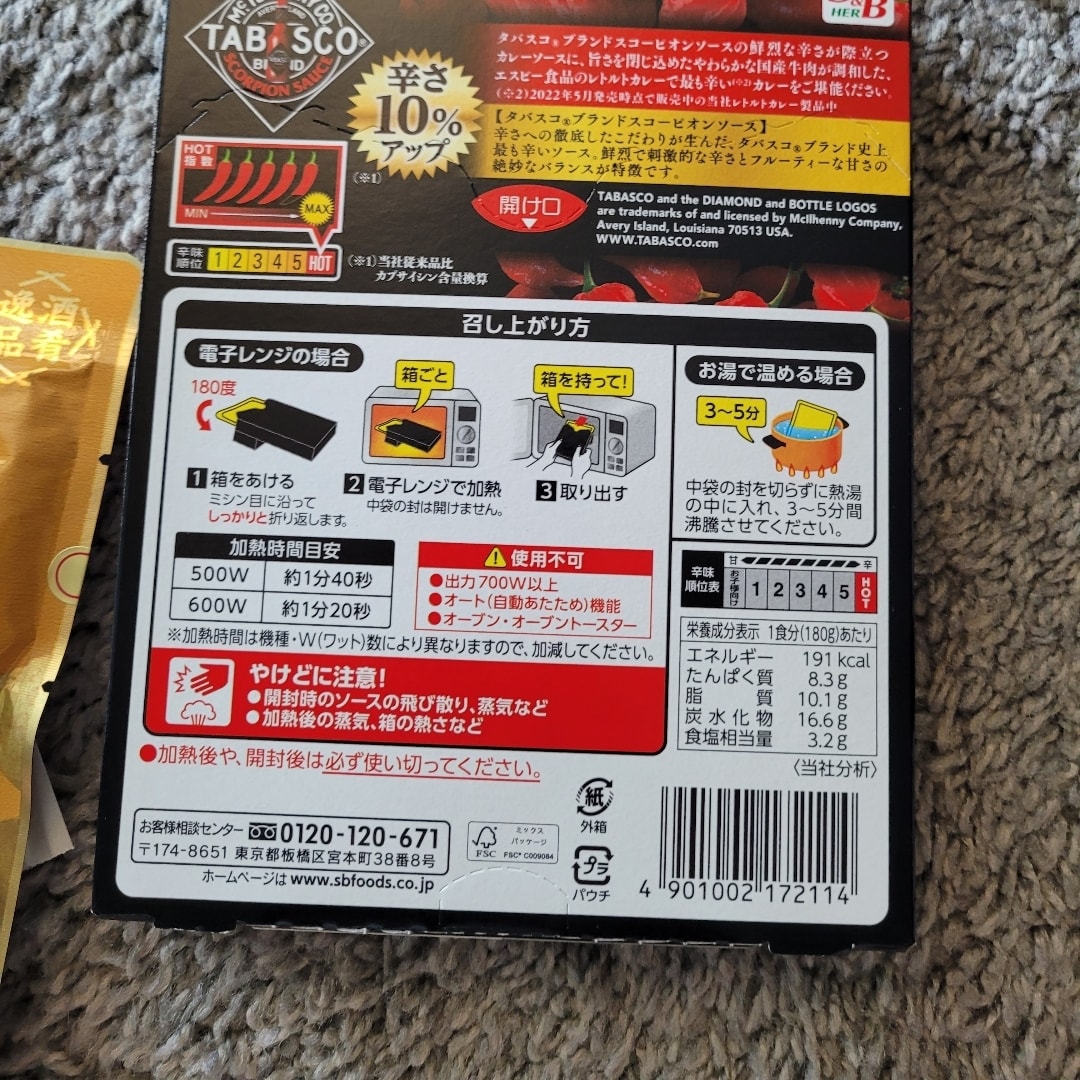 McILHENNY CO.
TABASCO
BRAND
SCORPION SAUCE
S&B
HERB
辛さ
10%
アップ
(※1)
タバスコ®ブランドスコーピオンソースの鮮烈な辛さが際立つ
カレーソースに、旨さを閉じ込めたやわらかな国産牛肉が調和した、
エスビー食品のレトルトカレーで最も辛い(※2)カレーをご堪能ください。
(※2)2022年5月発売時点で販売中の当社レトルトカレー製品中
【タバスコ®ブランドスコーピオンソース】
辛さへの徹底したこだわりが生んだ、タバスコ®ブランド史上
最も辛いソース。鮮烈で刺激的な辛さとフルーティーな甘さの
絶妙なバランスが特徴です。
HOT
指数
MIN
MAX
辛味
順位
1 2 3 4 5 HOT
(※1)当社従来品比
カプサイシン含量換算
開け口
TABASCO and the DIAMOND and BOTTLE LOGOS
are trademarks of and licensed by McIlhenny Company,
Avery Island, Louisiana 70513 USA.
WWW.TABASCO.com
逸酒
品肴
召し上がり方
電子レンジの場合
180度
1 箱をあける
ミシン目に沿って
しっかりと折り返します。
箱ごと
2 電子レンジで加熱
中袋の封は開けません。
箱を持って!
3 取り出す
お湯で温める場合
3〜5分
中袋の封を切らずに熱湯
の中に入れ、3〜5分間
沸騰させてください。
加熱時間目安
500W 約1分40秒
600W 約1分20秒
使用不可
●出力700W以上
●オート(自動あたため)機能
●オーブン・オーブントースター
※加熱時間は機種・W(ワット)数により異なりますので、加減してください。
やけどに注意!
●開封時のソースの飛び散り、蒸気など
●加熱後の蒸気、箱の熱さなど
●加熱後や、開封後は必ず使い切ってください。
辛味
順位表
甘 辛
お子様向け 1 2 3 4 5 HOT
栄養成分表示 1食分(180g)あたり
エネルギー 191kcal
たんぱく質 8.3g
脂質 10.1g
炭水化物 16.6g
食塩相当量 3.2g
〈当社分析〉
お客様相談センター 0120-120-671
〒174-8651 東京都板橋区宮本町38番8号
ホームページは www.sbfoods.co.jp
FSC
ミックス
パッケージ
FSC® C009084
紙
外箱
プラ
パウチ
4 901002 172114